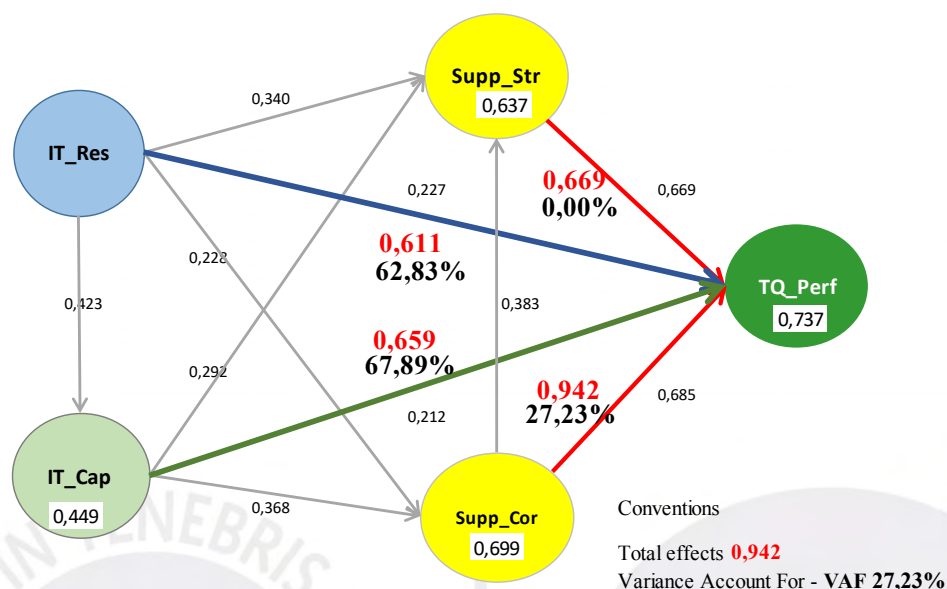 Supp_Str
0,637
0,340
IT_Res
0,227
0,669
0,00%
0,669
0,611
62,83%
0,228
0,423
0,383
TQ_Perf
0,737
0,659
67,89%
0,292
0,942
27,23%
0,685
0,212
IT_Cap
0,449
0,368
Supp_Cor
0,699
Conventions
Total effects 0,942
Variance Account For - VAF 27,23%
IN TENEBRIS